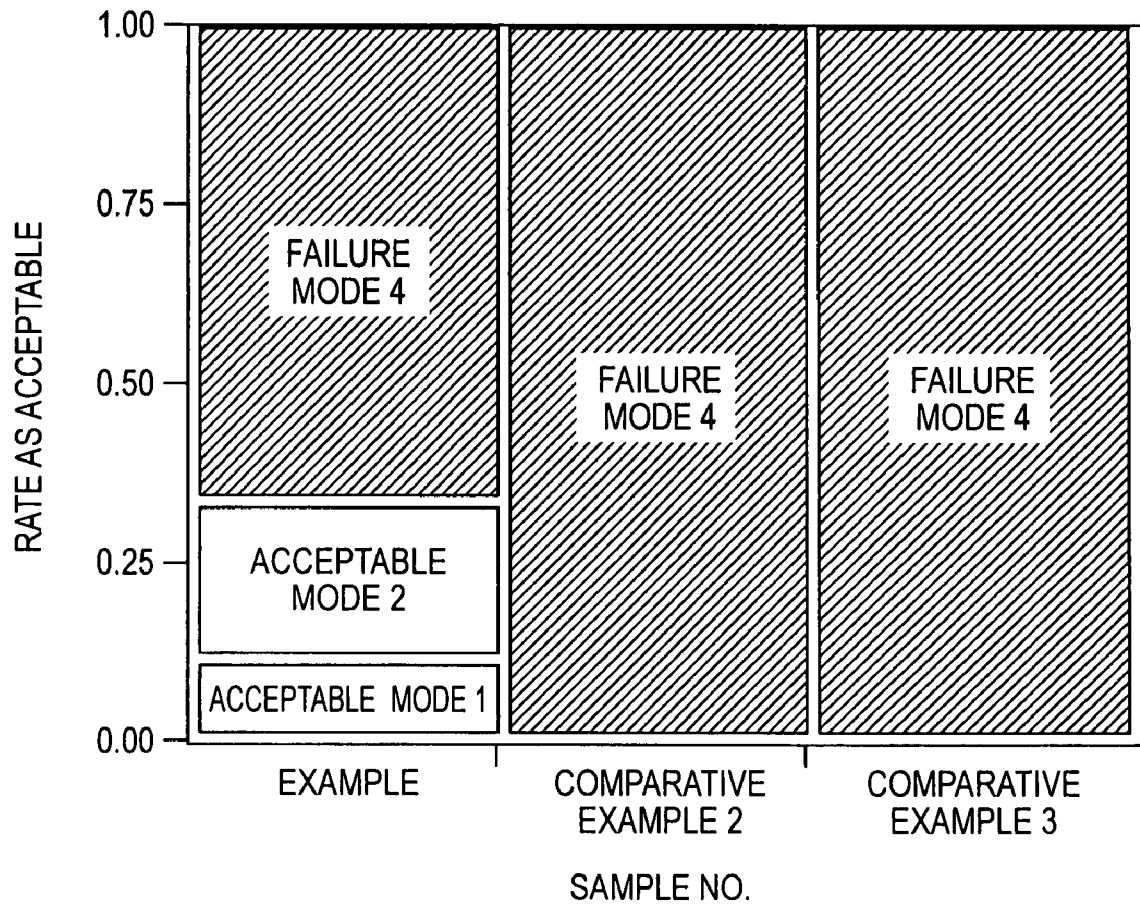 RATE AS ACCEPTABLE
1.00
0.75
0.50
0.25
0.00
FAILURE
MODE 4
ACCEPTABLE
MODE 2
ACCEPTABLE MODE 1
FAILURE
MODE 4
FAILURE
MODE 4
EXAMPLE
COMPARATIVE
EXAMPLE 2
COMPARATIVE
EXAMPLE 3
SAMPLE NO.